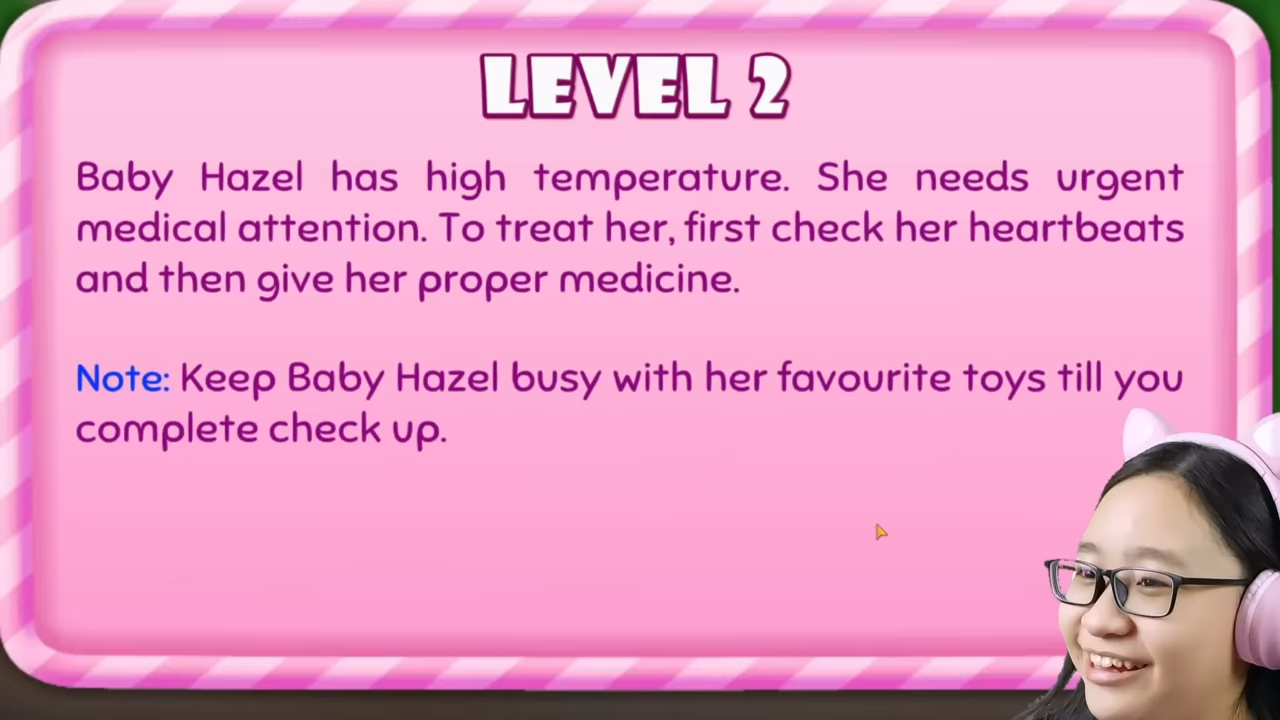 LEVEL 2
Baby Hazel has high temperature. She needs urgent
medical attention. To treat her, first check her heartbeats
and then give her proper medicine.
Note: Keep Baby Hazel busy with her favourite toys till you
complete check up.